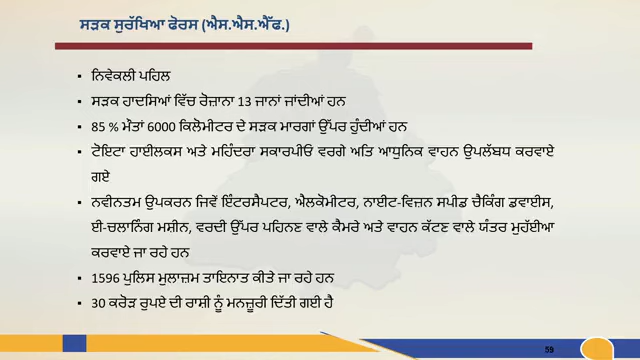 ਸੜਕ ਸੁਰੱਖਿਆ ਫੋਰਸ (ਐਸ.ਐਸ.ਐੱਫ.)
▪ ਨਿਵੇਕਲੀ ਪਹਿਲ
▪ ਸੜਕ ਹਾਦਸਿਆਂ ਵਿੱਚ ਰੋਜ਼ਾਨਾ 13 ਜਾਨਾਂ ਜਾਂਦੀਆਂ ਹਨ
▪ 85 % ਮੌਤਾਂ 6000 ਕਿਲੋਮੀਟਰ ਦੇ ਸੜਕ ਮਾਰਗਾਂ ਉੱਪਰ ਹੁੰਦੀਆਂ ਹਨ
▪ ਟੋਇਟਾ ਹਾਈਲਕਸ ਅਤੇ ਮਹਿੰਦਰਾ ਸਕਾਰਪੀਓ ਵਰਗੇ ਅਤਿ ਆਧੁਨਿਕ ਵਾਹਨ ਉਪਲੱਬਧ ਕਰਵਾਏ
ਗਏ
▪ ਨਵੀਨਤਮ ਉਪਕਰਨ ਜਿਵੇਂ ਇੰਟਰਸੈਪਟਰ, ਐਲਕੋਮੀਟਰ, ਨਾਈਟ-ਵਿਜ਼ਨ ਸਪੀਡ ਚੈਕਿੰਗ ਡਵਾਈਸ,
ਈ-ਚਲਾਨਿੰਗ ਮਸ਼ੀਨ, ਵਰਦੀ ਉੱਪਰ ਪਹਿਨਣ ਵਾਲੇ ਕੈਮਰੇ ਅਤੇ ਵਾਹਨ ਕੱਟਣ ਵਾਲੇ ਯੰਤਰ ਮੁਹੱਈਆ
ਕਰਵਾਏ ਜਾ ਰਹੇ ਹਨ
▪ 1596 ਪੁਲਿਸ ਮੁਲਾਜ਼ਮ ਤਾਇਨਾਤ ਕੀਤੇ ਜਾ ਰਹੇ ਹਨ
▪ 30 ਕਰੋੜ ਰੁਪਏ ਦੀ ਰਾਸ਼ੀ ਨੂੰ ਮਨਜ਼ੂਰੀ ਦਿੱਤੀ ਗਈ ਹੈ
59